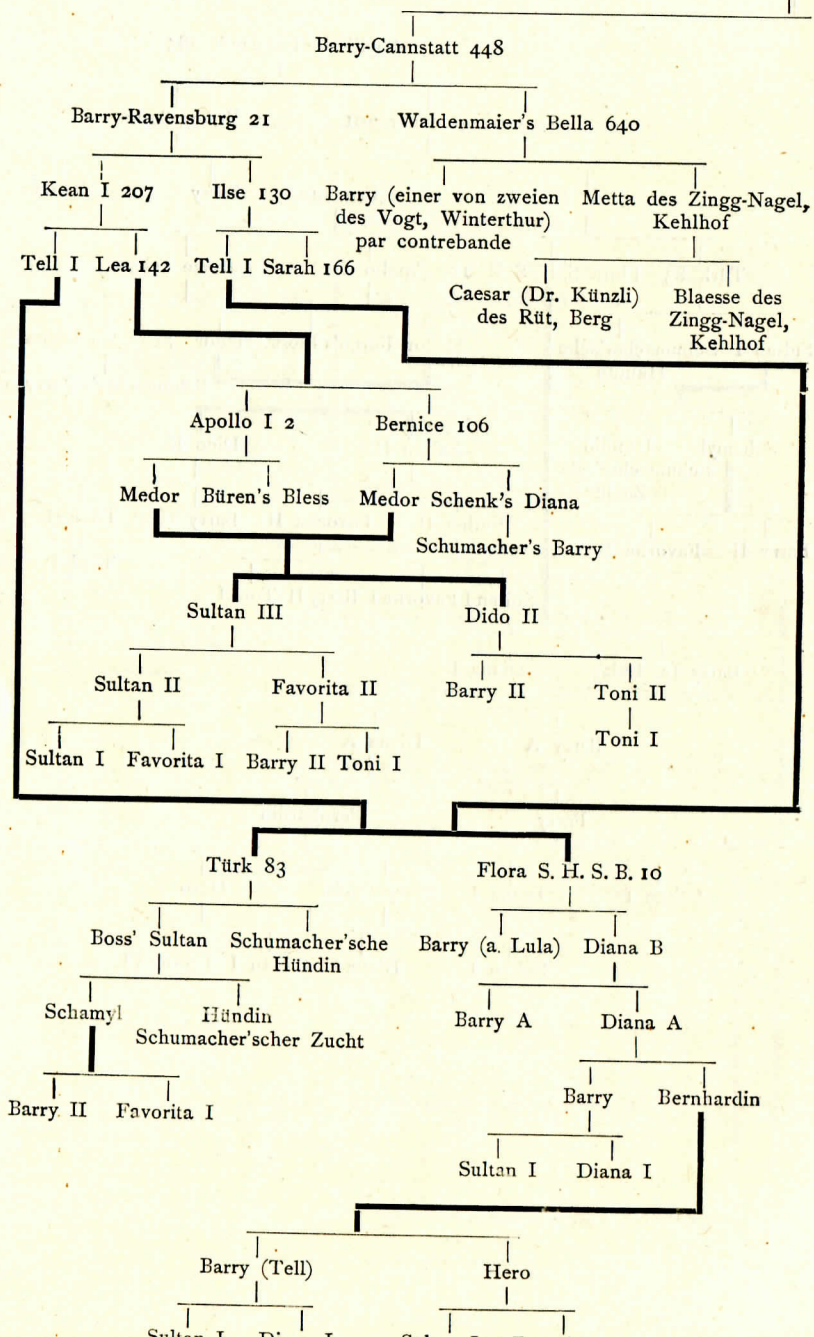 Barry-Cannstatt 448
Barry-Ravensburg 21 Waldenmaier's Bella 640
Kean I 207 Ilse 130 Barry (einer von zweien Metta des Zingg-Nagel,
des Vogt, Winterthur) Kehlhof
par contrebande
Tell I Lea 142 Tell I Sarah 166
Caesar (Dr. Künzli) Blaesse des
des Rüt, Berg Zingg-Nagel,
Kehlhof
Apollo I 2 Bernice 106
Medor Büren's Bless Medor Schenk's Diana
Schumacher's Barry
Sultan III Dido II
Sultan II Favorita II Barry II Toni II
Sultan I Favorita I Barry II Toni I Toni I
Türk 83 Flora S. H. S. B. 10
Boss' Sultan Schumacher'sche Barry (a. Lula) Diana B
Hündin
Schamyl Hündin Barry A Diana A
Schumacher'scher Zucht
Barry II Favorita I Barry Bernhardin
Sultan I Diana I
Barry (Tell) Hero